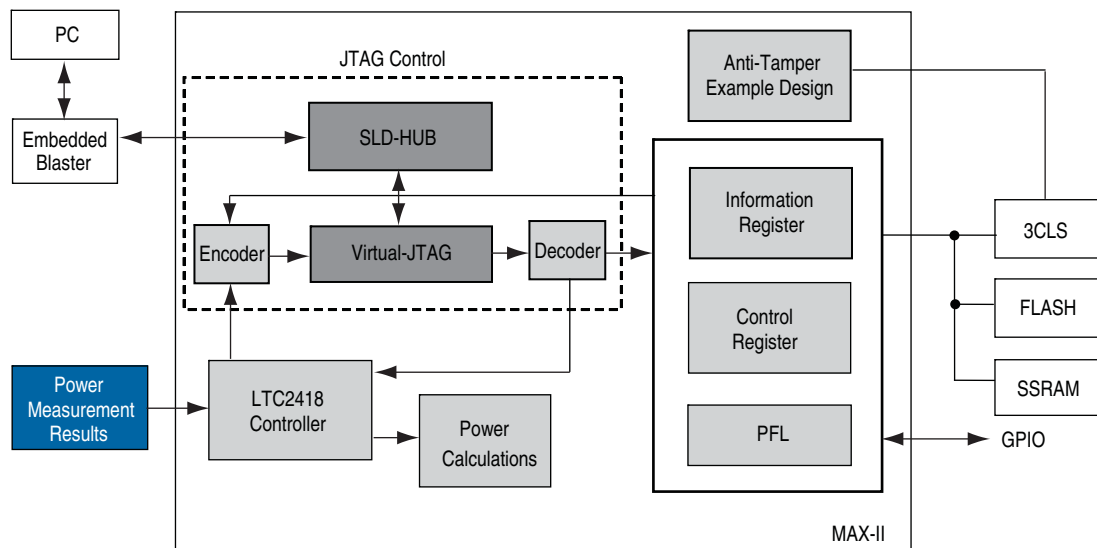 PC
JTAG Control
Anti-Tamper
Example Design
Embedded
Blaster
SLD-HUB
Information
Register
3CLS
Encoder
Virtual-JTAG
Decoder
Control
Register
FLASH
Power
Measurement
Results
LTC2418
Controller
SSRAM
Power
Calculations
PFL
GPIO
MAX-II